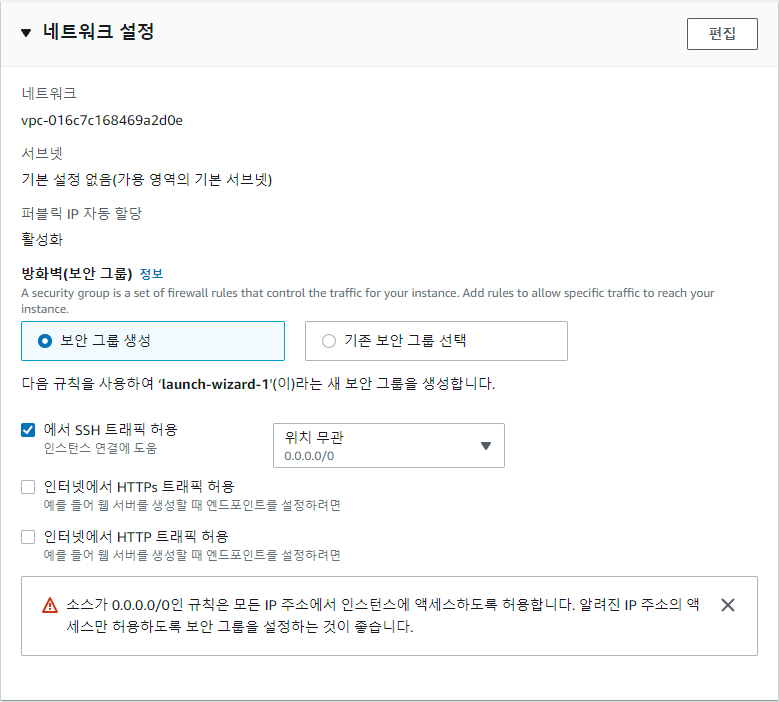 네트워크 설정
편집
네트워크
vpc-016c7c168469a2d0e
서브넷
기본 설정 없음(가용 영역의 기본 서브넷)
퍼블릭 IP 자동 할당
활성화
방화벽(보안 그룹) 정보
A security group is a set of firewall rules that control the traffic for your instance. Add rules to allow specific traffic to reach your
instance.
보안 그룹 생성
기존 보안 그룹 선택
다음 규칙을 사용하여 ‘launch-wizard-1'(이)라는 새 보안 그룹을 생성합니다.
에서 SSH 트래픽 허용
인스턴스 연결에 도움
위치 무관
0.0.0.0/0
인터넷에서 HTTPs 트래픽 허용
예를 들어 웹 서버를 생성할 때 엔드포인트를 설정하려면
인터넷에서 HTTP 트래픽 허용
예를 들어 웹 서버를 생성할 때 엔드포인트를 설정하려면
소스가 0.0.0.0/0인 규칙은 모든 IP 주소에서 인스턴스에 액세스하도록 허용합니다. 알려진 IP 주소의 액
세스만 허용하도록 보안 그룹을 설정하는 것이 좋습니다.